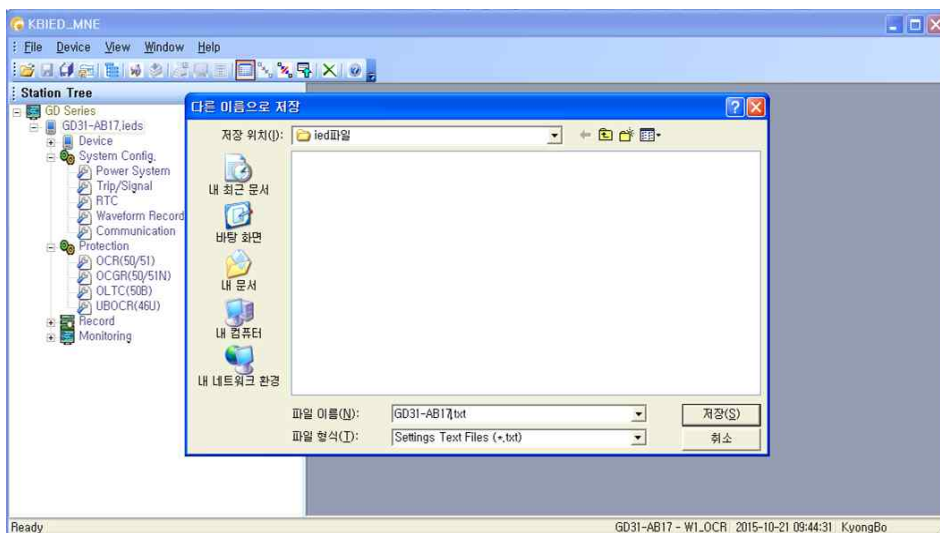 KBIED_MNE
File Device View Window Help
Station Tree
GD Series
GD31-AB17.ieds
Device
System Config.
Power System
Trip/Signal
RTC
Waveform Record
Communication
Protection
OCR(50/51)
OCGR(50/51N)
OLTC(50B)
UBOCR(46U)
Record
Monitoring
다른 이름으로 저장
저장 위치(I): ied파일
내 최근 문서
바탕 화면
내 문서
내 컴퓨터
내 네트워크 환경
파일 이름(N): GD31-AB17.txt 저장(S)
파일 형식(T): Settings Text Files (*.txt) 취소
Ready GD31-AB17 - W1_OCR 2015-10-21 09:44:31 KyongBo